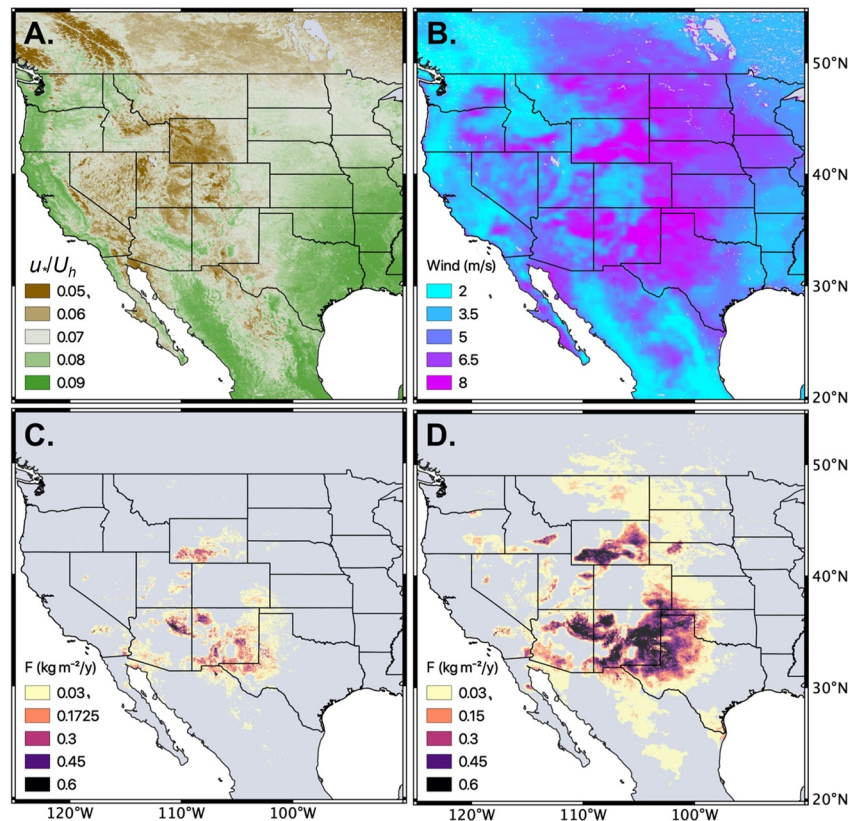 A.
B.
50°N
40°N
30°N
20°N
u*/Uh
0.05
0.06
0.07
0.08
0.09
Wind (m/s)
2
3.5
5
6.5
8
C.
D.
50°N
40°N
30°N
20°N
F (kg m⁻²/y)
0.03
0.1725
0.3
0.45
0.6
F (kg m⁻²/y)
0.03
0.15
0.3
0.45
0.6
120°W
110°W
100°W
120°W
110°W
100°W